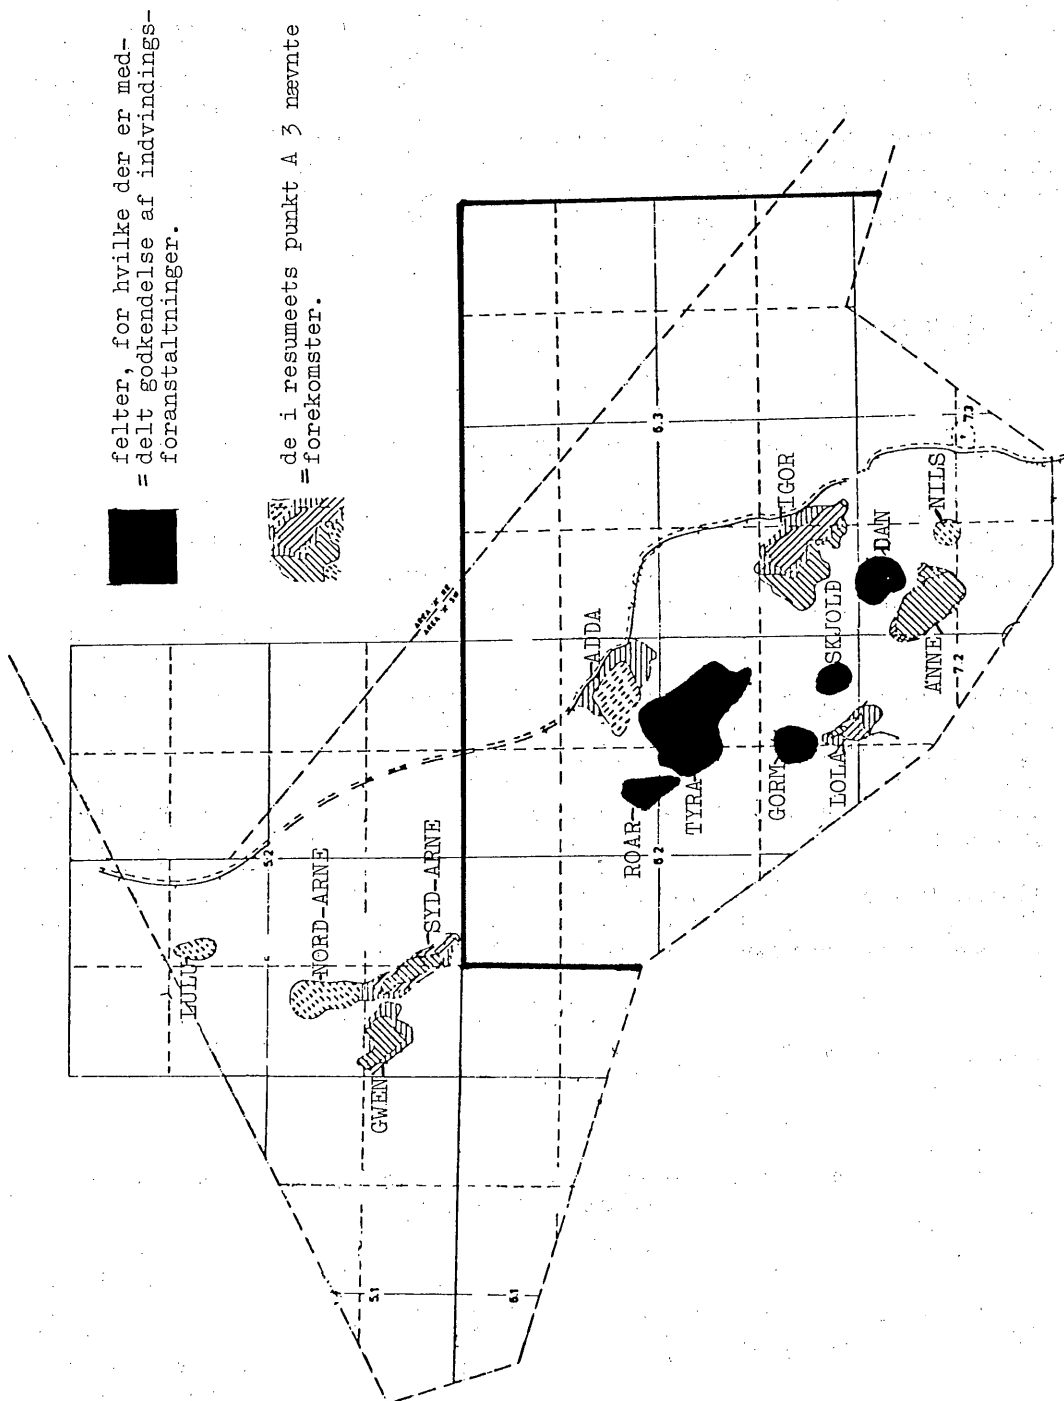 felter, for hvilke der er med-
= delt godkendelse af indvindings-
foranstaltninger.
de i resumeets punkt A 3 nævnte
= forekomster.
LULU
NORD-ARNE
GWEN
SYD-ARNE
5.2
5.1
6.1
ADDA
ROAR
6.2
TYRA
GORM
LOLA
SKJOLD
IGOR
DAN
ANNE
NILS
6.3
7.2
7.3